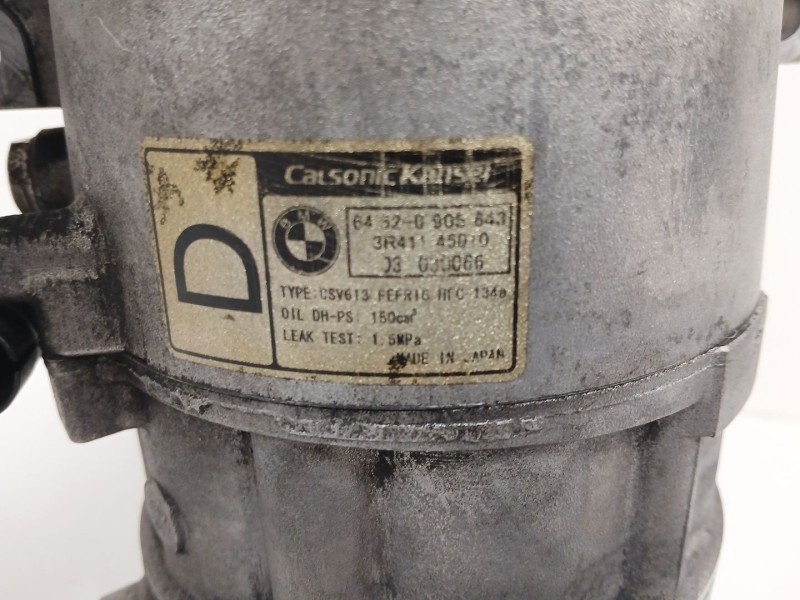 D
Calsonic Kansei
BMW
64 52-6 905 643
3R411 45010
TYPE:CSV613 REFRIG HFC-134a
OIL DH-PS: 150cm³
LEAK TEST: 1.5MPa
MADE IN JAPAN